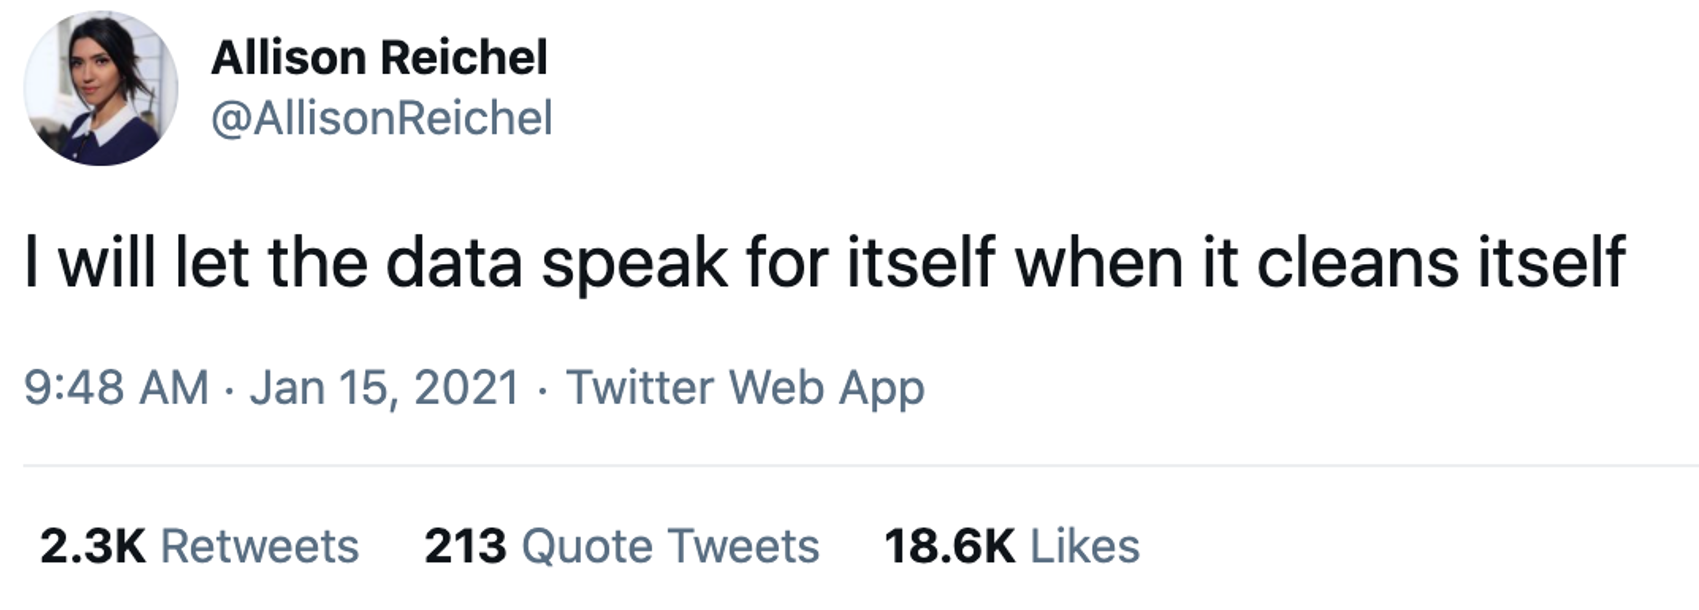 Allison Reichel
@AllisonReichel
I will let the data speak for itself when it cleans itself
9:48 AM · Jan 15, 2021 · Twitter Web App
2.3K Retweets 213 Quote Tweets 18.6K Likes